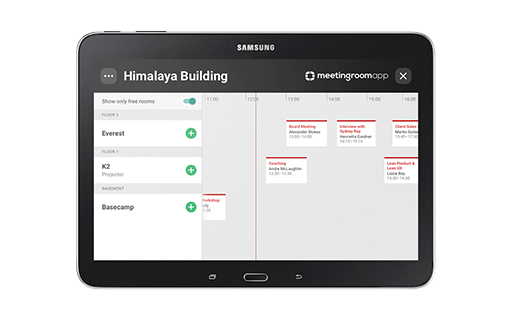 SAMSUNG
Himalaya Building
meetingroomapp
Show only free rooms
11:00 12:00 13:00 14:00 15:00 16:00
FLOOR 2
Everest
Board Meeting
Alexander Stokes
13:00 - 14:00
Interview with
Sydney Roy
Henrietta Gardner
14:15 - 15:15
Client Sales
Martin
15:45 - 17:30
FLOOR 1
K2
Projector
Coaching
Andre McLaughlin
12:30 - 13:30
Lean Product &
Lean UX
Lizzie Roy
15:30 - 16:30
BASEMENT
Basecamp